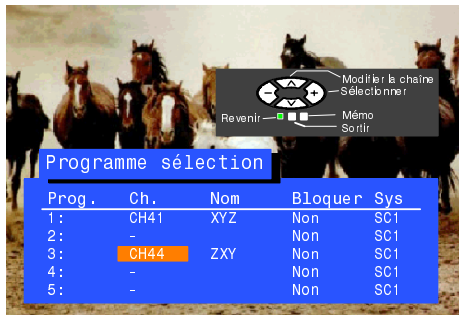 Modifier la chaîne
Sélectionner
Revenir
Mémo
Sortir
Programme sélection
Prog. Ch. Nom Bloquer Sys
1: CH41 XYZ Non SC1
2: - Non SC1
3: CH44 ZXY Non SC1
4: - Non SC1
5: - Non SC1